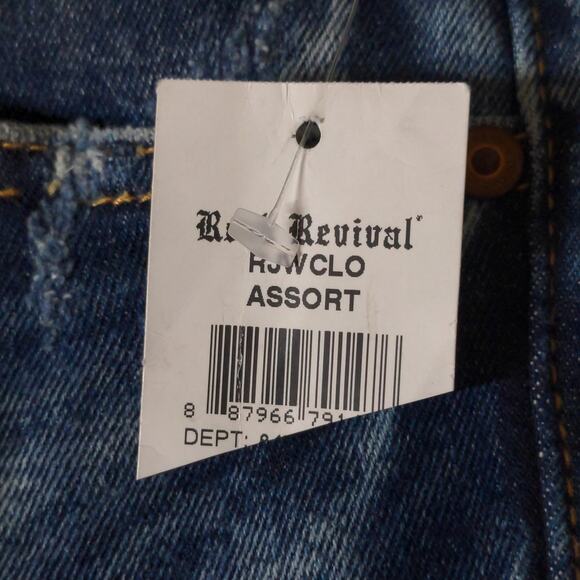 Revival
RJWCLO
ASSORT
8 87966 791
DEPT: